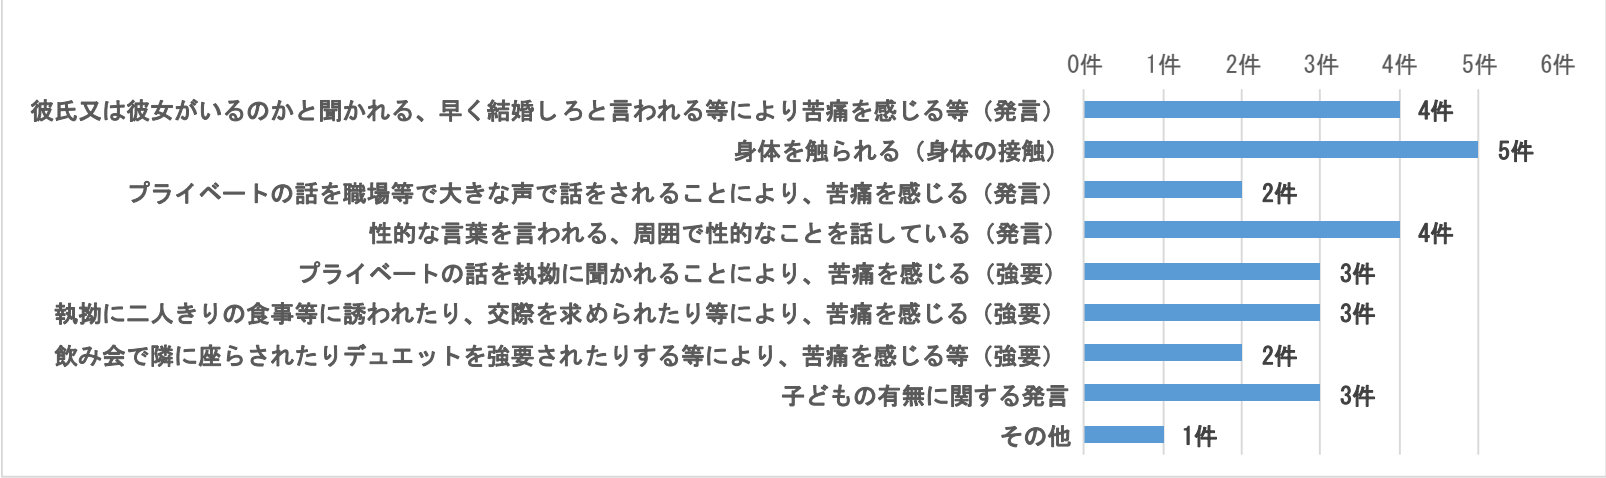 0件 1件 2件 3件 4件 5件 6件
彼氏又は彼女がいるのかと聞かれる、早く結婚しろと言われる等により苦痛を感じる等（発言） 4件
身体を触られる（身体の接触） 5件
プライベートの話を職場等で大きな声で話をされることにより、苦痛を感じる（発言） 2件
性的な言葉を言われる、周囲で性的なことを話している（発言） 4件
プライベートの話を執拗に聞かれることにより、苦痛を感じる（強要） 3件
執拗に二人きりの食事等に誘われたり、交際を求められたり等により、苦痛を感じる（強要） 3件
飲み会で隣に座らされたりデュエットを強要されたりする等により、苦痛を感じる等（強要） 2件
子どもの有無に関する発言 3件
その他 1件